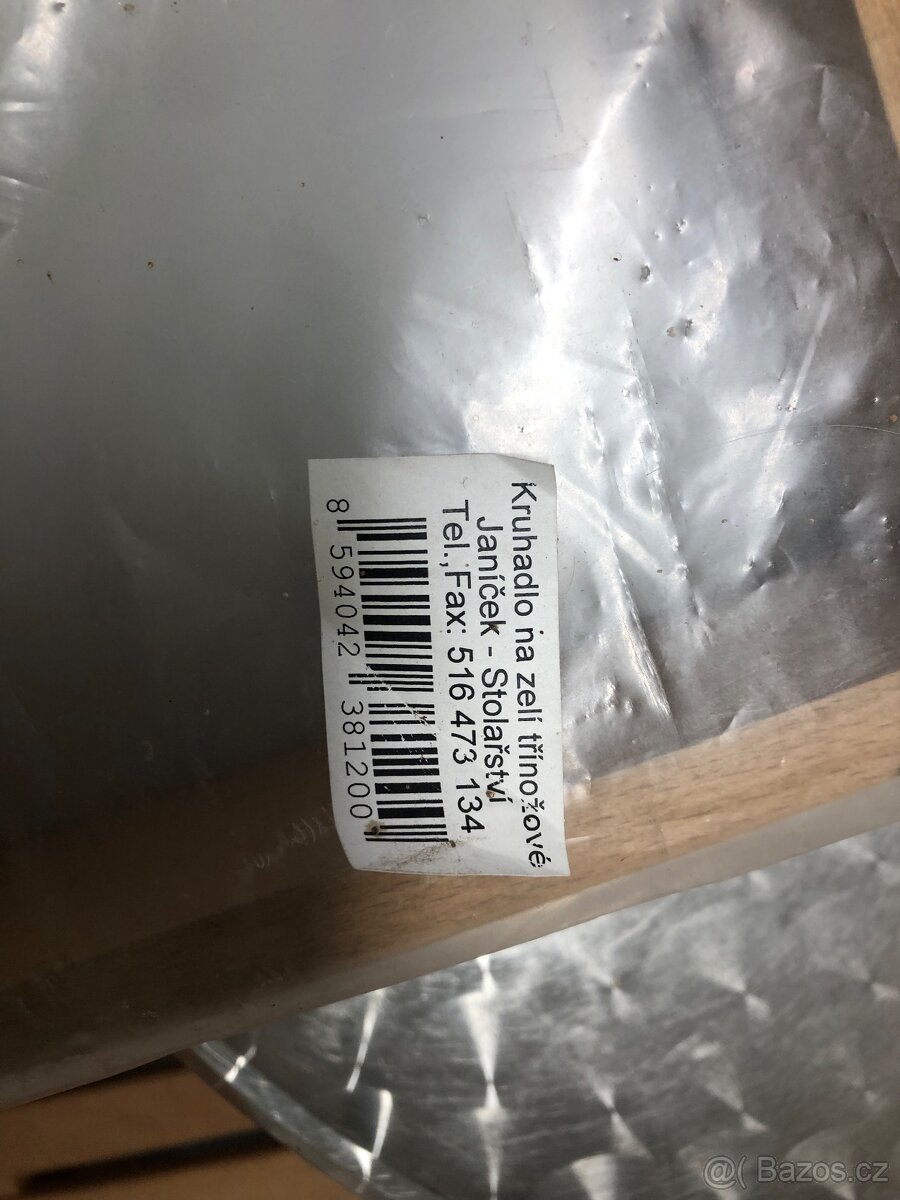 Kruhadlo na zelí třínožové
Janíček - Stolařství
Tel.,Fax: 516 473 134
8 594042 381200
@( Bazos.cz